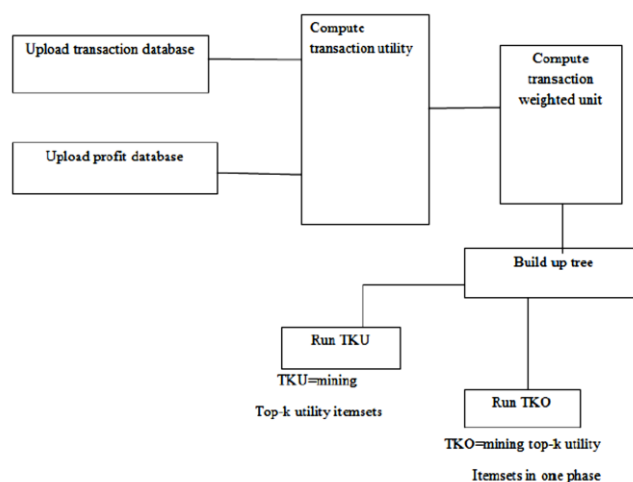 Upload transaction database
Compute
transaction utility
Compute
transaction
weighted unit
Upload profit database
Build up tree
Run TKU
TKU=mining
Top-k utility itemsets
Run TKO
TKO=mining top-k utility
Itemsets in one phase